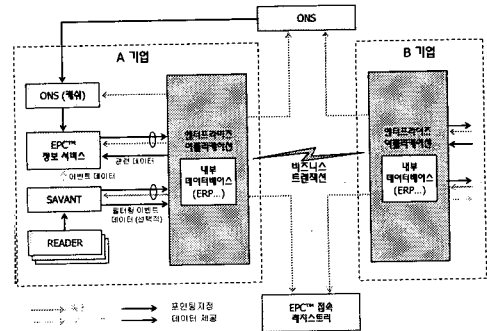 ONS
A 기업
B 기업
ONS (캐쉬)
EPC™
정보 서비스
이벤트 데이터
관련 데이터
SAVANT
필터링 이벤트
데이터 (선택적)
READER
엔터프라이즈
어플리케이션
내부
데이터베이스
(ERP...)
비즈니스
트랜잭션
엔터프라이즈
어플리케이션
내부
데이터베이스
(ERP...)
EPC™ 접속
레지스트리
포인팅지정
데이터 제공